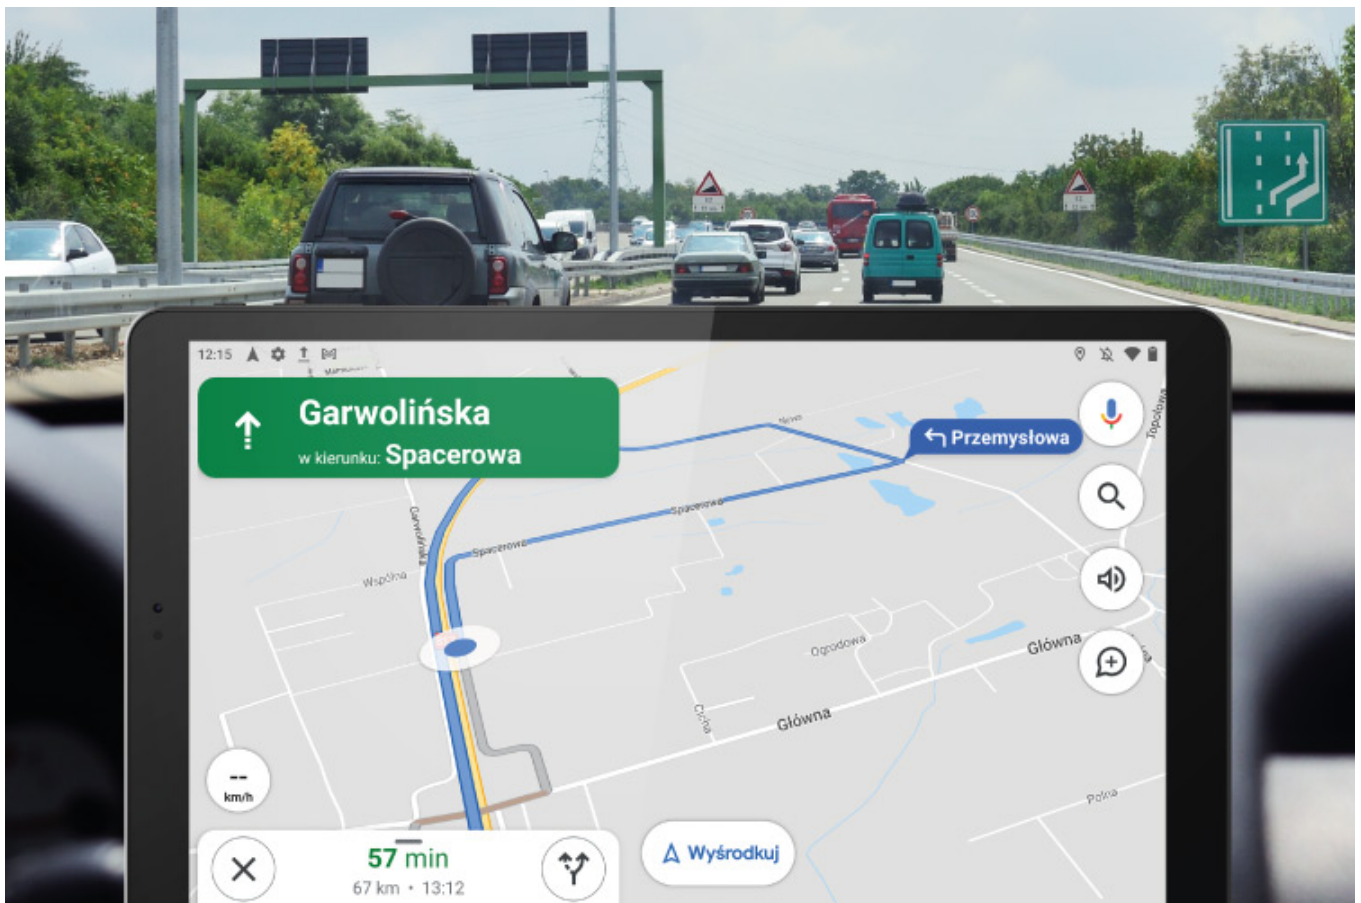 12:15
Garwolińska
w kierunku: Spacerowa
Nowa
Przemysłowa
Topolowa
Garwolińska
Spacerowa
Spacerowa
Wspólna
Ogrodowa
Główna
Cicha
Główna
--
km/h
Polna
57 min
Wyśrodkuj
67 km • 13:12